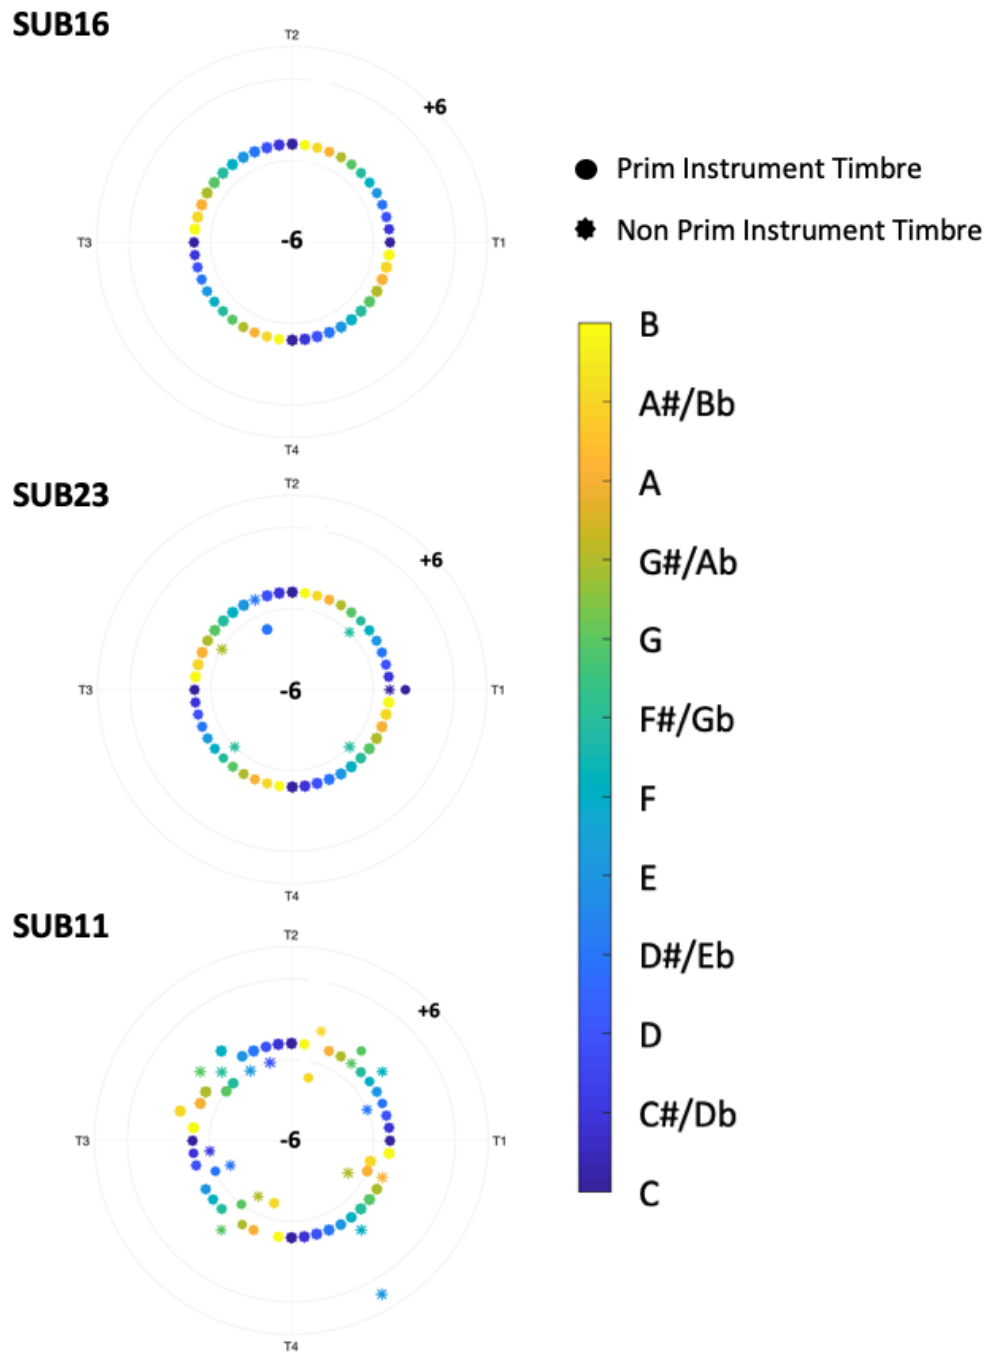 SUB16
T2
+6
T3
-6
T1
T4
Prim Instrument Timbre
Non Prim Instrument Timbre
B
A#/Bb
A
G#/Ab
G
F#/Gb
F
E
D#/Eb
D
C#/Db
C
SUB23
T2
+6
T3
-6
T1
T4
SUB11
T2
+6
T3
-6
T1
T4